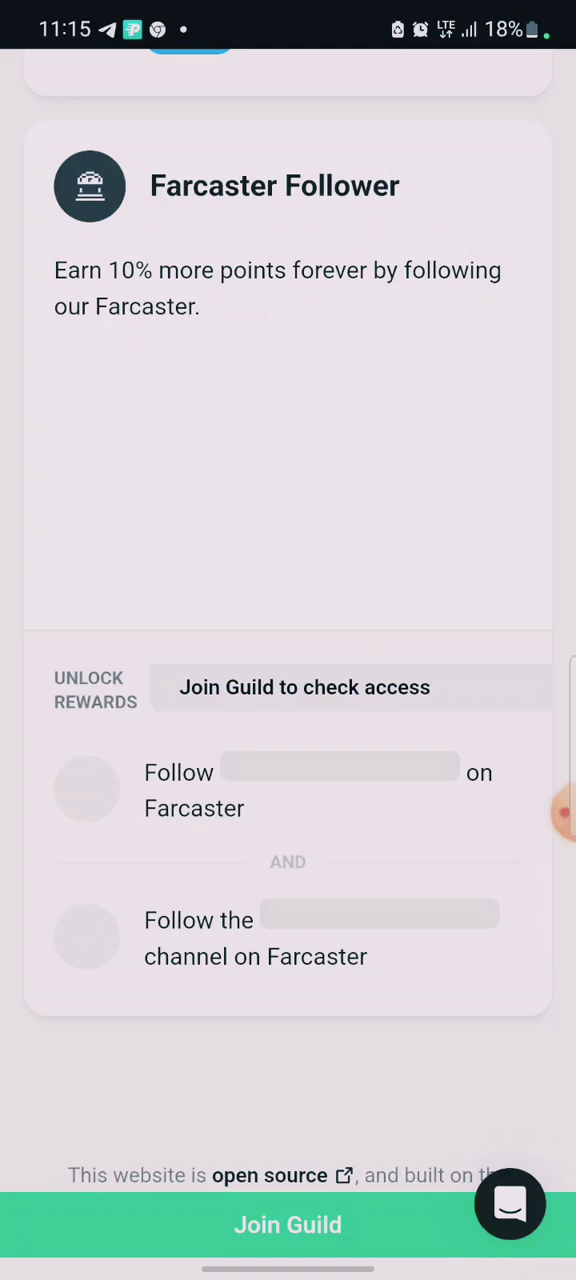 11:15
LTE
18%
Farcaster Follower
Earn 10% more points forever by following
our Farcaster.
UNLOCK
REWARDS
Join Guild to check access
Follow on
Farcaster
AND
Follow the
channel on Farcaster
This website is open source, and built on
Join Guild